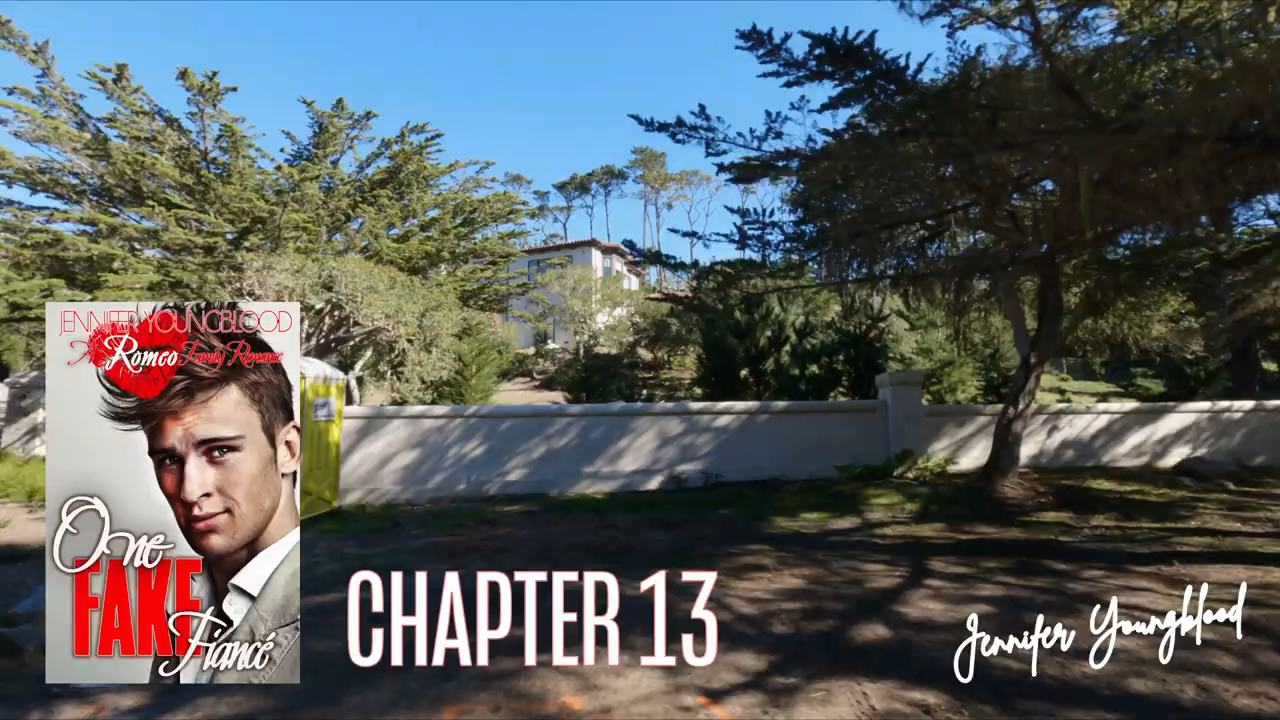 JENNIFER YOUNGBLOOD
A Romeo Family Romance
One
FAKE
Fiancé
CHAPTER 13
Jennifer Youngblood